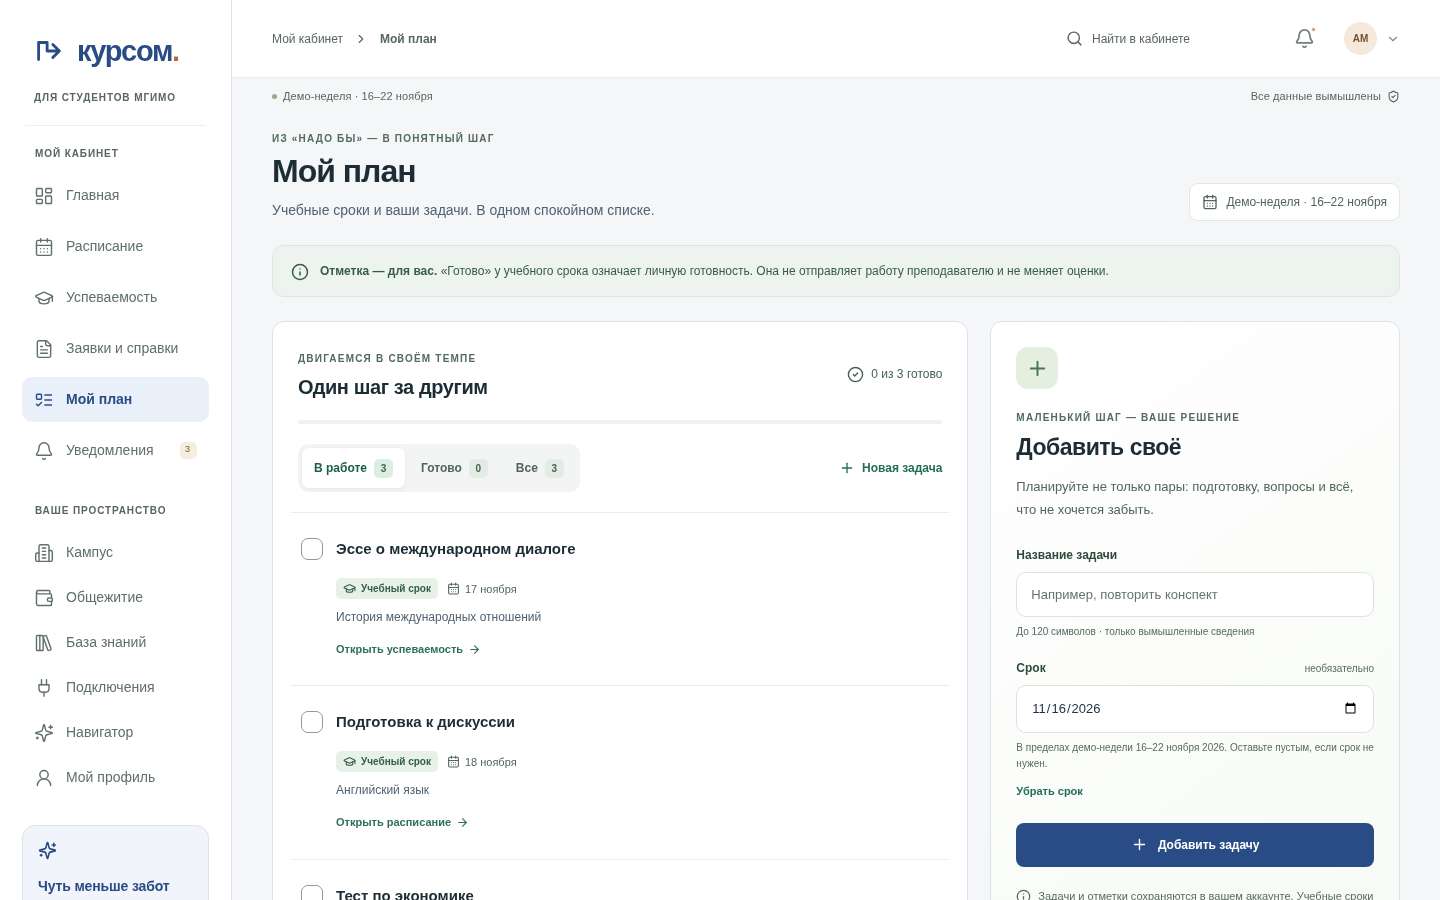 курсом.
ДЛЯ СТУДЕНТОВ МГИМО
МОЙ КАБИНЕТ
Главная
Расписание
Успеваемость
Заявки и справки
Мой план
Уведомления 3
ВАШЕ ПРОСТРАНСТВО
Кампус
Общежитие
База знаний
Подключения
Навигатор
Мой профиль
Чуть меньше забот
Мой кабинет Мой план
Найти в кабинете
АМ
Демо-неделя · 16–22 ноября
Все данные вымышлены
ИЗ «НАДО БЫ» — В ПОНЯТНЫЙ ШАГ
Мой план
Учебные сроки и ваши задачи. В одном спокойном списке.
Демо-неделя · 16–22 ноября
Отметка — для вас. «Готово» у учебного срока означает личную готовность. Она не отправляет работу преподавателю и не меняет оценки.
ДВИГАЕМСЯ В СВОЁМ ТЕМПЕ
Один шаг за другим
0 из 3 готово
В работе 3 Готово 0 Все 3
Новая задача
Эссе о международном диалоге
Учебный срок 17 ноября
История международных отношений
Открыть успеваемость
Подготовка к дискуссии
Учебный срок 18 ноября
Английский язык
Открыть расписание
Тест по экономике
МАЛЕНЬКИЙ ШАГ — ВАШЕ РЕШЕНИЕ
Добавить своё
Планируйте не только пары: подготовку, вопросы и всё,
что не хочется забыть.
Название задачи
Например, повторить конспект
До 120 символов · только вымышленные сведения
Срок необязательно
11/16/2026
В пределах демо-недели 16–22 ноября 2026. Оставьте пустым, если срок не
нужен.
Убрать срок
Добавить задачу
Задачи и отметки сохраняются в вашем аккаунте. Учебные сроки